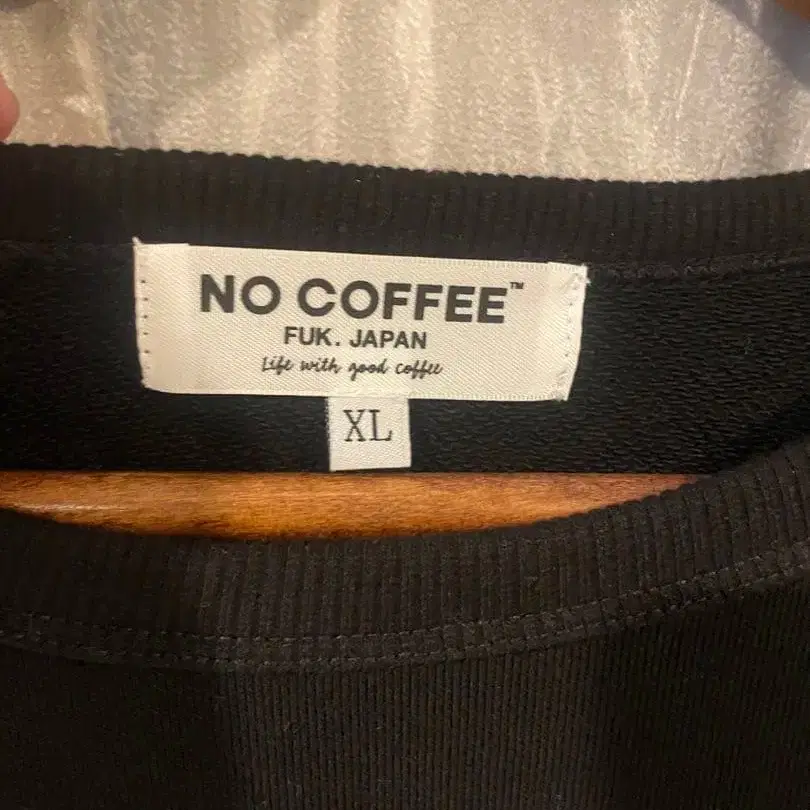 NO COFFEE™
FUK. JAPAN
Life with good coffee
XL